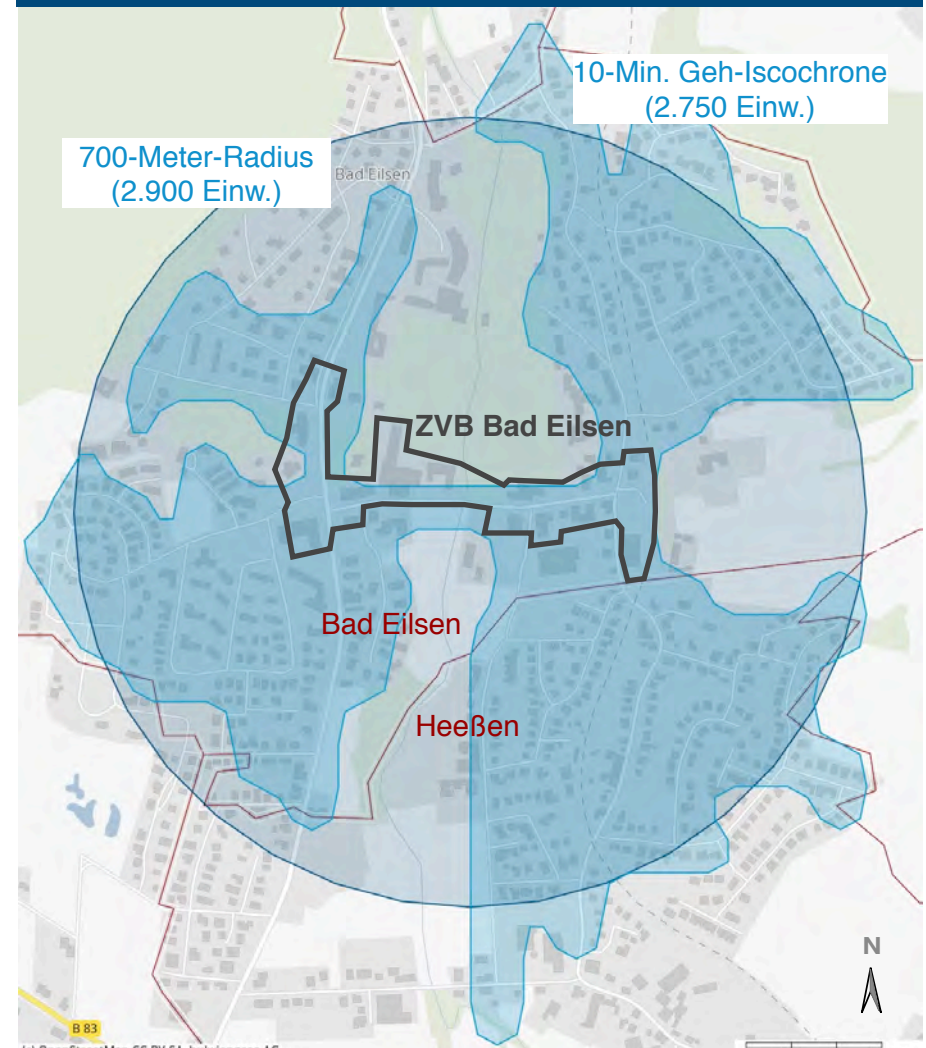 10-Min. Geh-Iscochrone
(2.750 Einw.)
700-Meter-Radius
(2.900 Einw.)
Bad Eilsen
ZVB Bad Eilsen
Bad Eilsen
Heeßen
N
B 83